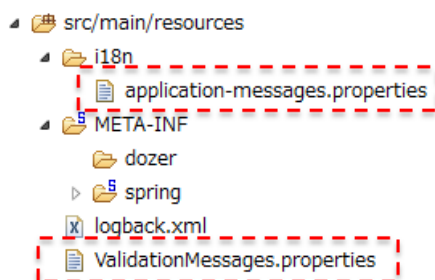 src/main/resources
i18n
application-messages.properties
META-INF
dozer
spring
logback.xml
ValidationMessages.properties